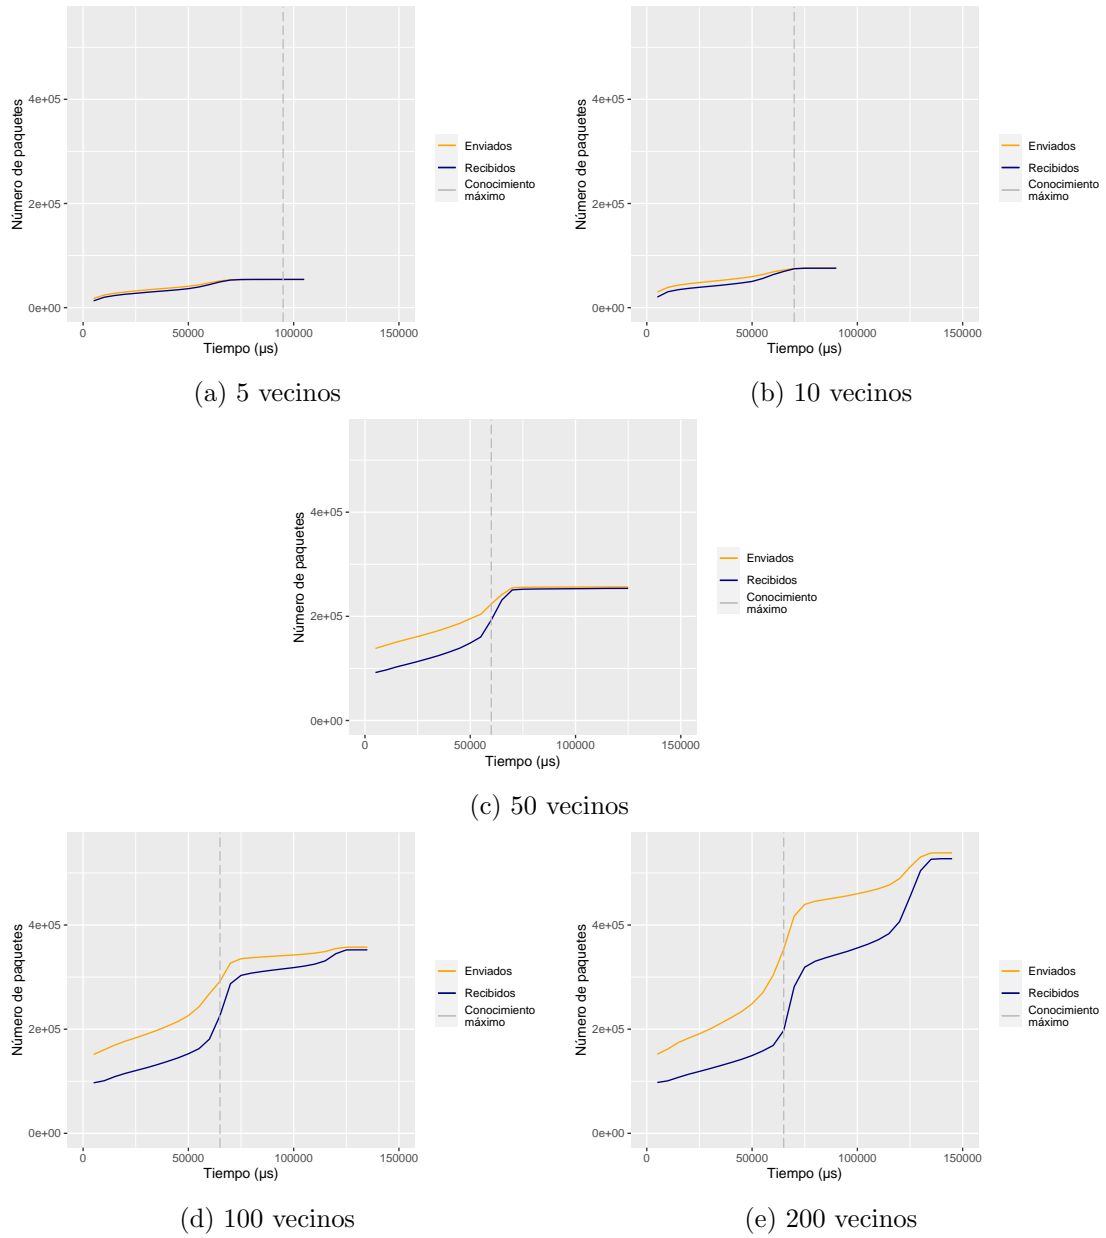 4e+05
2e+05
0e+00
Número de paquetes
0 50000 100000 150000
Tiempo (μs)
Enviados
Recibidos
Conocimiento
máximo
(a) 5 vecinos
4e+05
2e+05
0e+00
Número de paquetes
0 50000 100000 150000
Tiempo (μs)
Enviados
Recibidos
Conocimiento
máximo
(b) 10 vecinos
4e+05
2e+05
0e+00
Número de paquetes
0 50000 100000 150000
Tiempo (μs)
Enviados
Recibidos
Conocimiento
máximo
(c) 50 vecinos
4e+05
2e+05
0e+00
Número de paquetes
0 50000 100000 150000
Tiempo (μs)
Enviados
Recibidos
Conocimiento
máximo
(d) 100 vecinos
4e+05
2e+05
0e+00
Número de paquetes
0 50000 100000 150000
Tiempo (μs)
Enviados
Recibidos
Conocimiento
máximo
(e) 200 vecinos